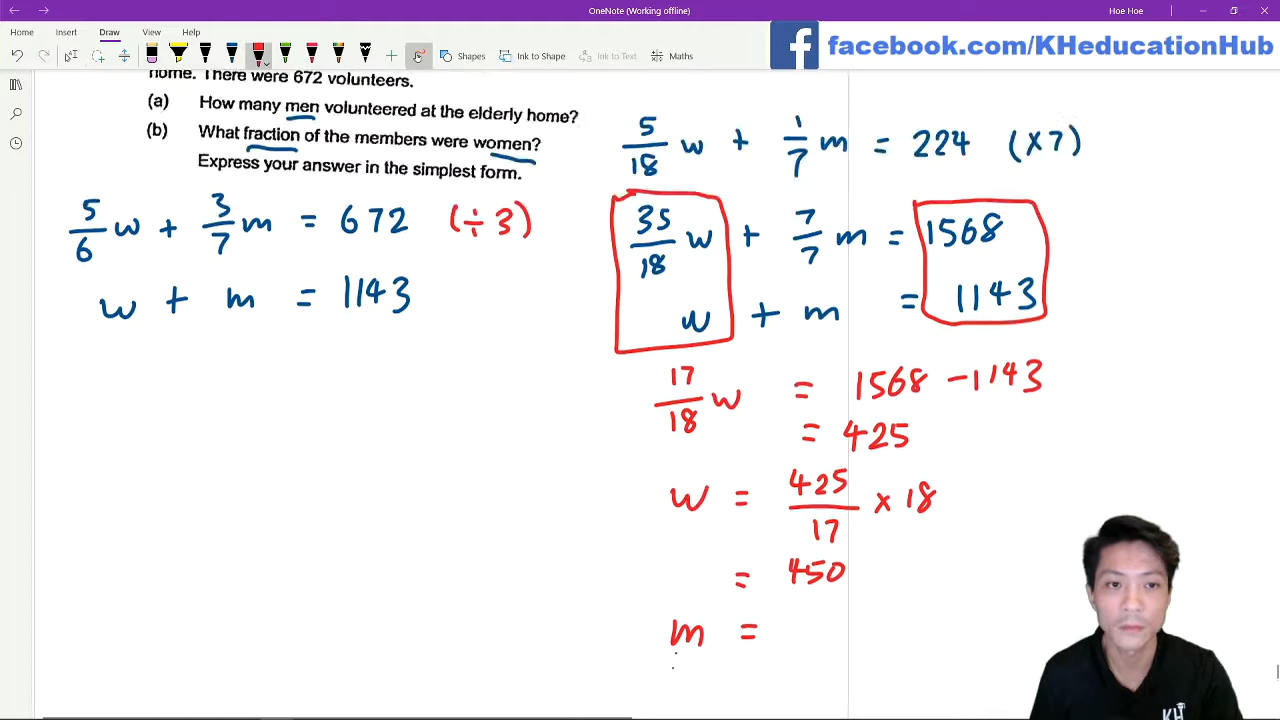 OneNote (Working offline)
Hoe Hoe
Home Insert Draw View Help
Shapes Ink to Shape Ink to Text Maths
facebook.com/KHeducationHub
home. There were 672 volunteers.
(a) How many men volunteered at the elderly home?
(b) What fraction of the members were women?
Express your answer in the simplest form.
5/6 w + 3/7 m = 672 (÷3)
w + m = 1143
5/18 w + 1/7 m = 224 (×7)
35/18 w + 7/7 m = 1568
w + m = 1143
17/18 w = 1568 - 1143
= 425
w = 425/17 × 18
= 450
m =
KH